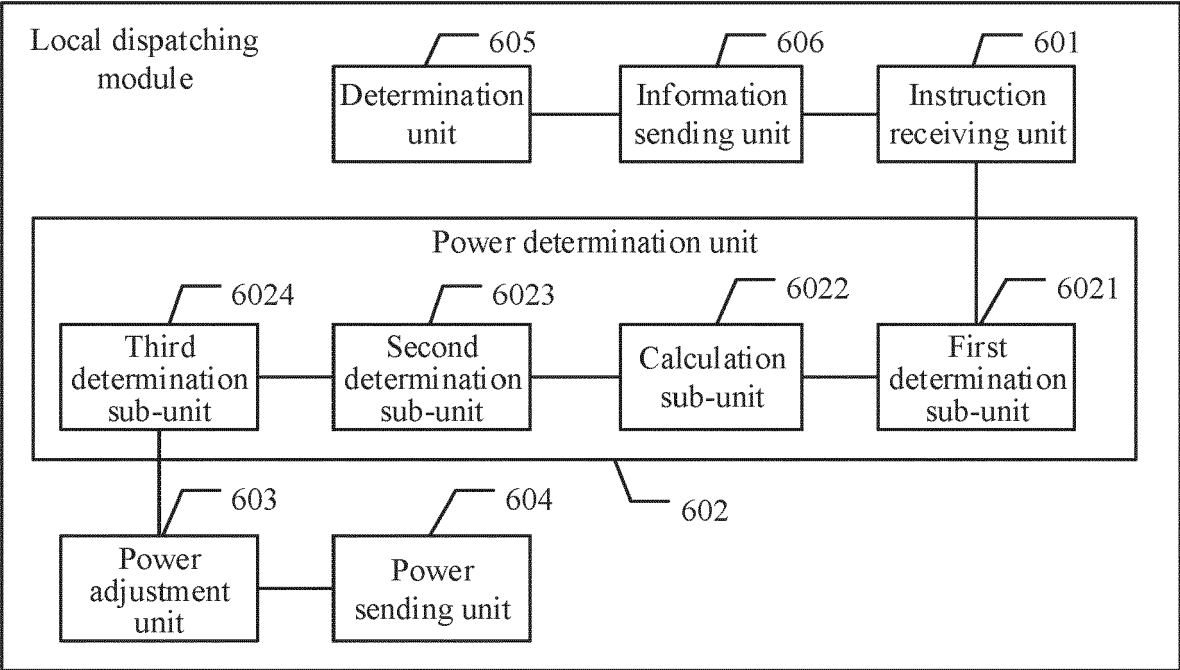 Local dispatching
module
605
606
601
Determination
unit
Information
sending unit
Instruction
receiving unit
Power determination unit
6024
6023
6022
6021
Third
determination
sub-unit
Second
determination
sub-unit
Calculation
sub-unit
First
determination
sub-unit
603
604
602
Power
adjustment
unit
Power
sending unit